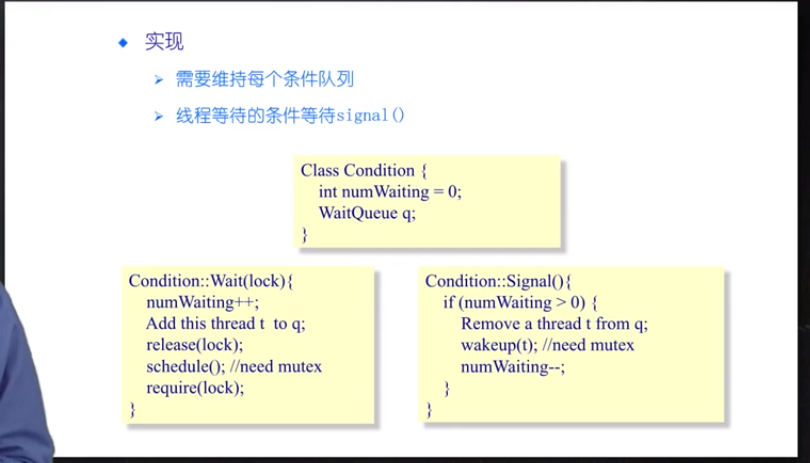 实现
需要维持每个条件队列
线程等待的条件等待signal()
Class Condition {
int numWaiting = 0;
WaitQueue q;
}
Condition::Wait(lock){
numWaiting++;
Add this thread t to q;
release(lock);
schedule(); //need mutex
require(lock);
}
Condition::Signal(){
if (numWaiting > 0) {
Remove a thread t from q;
wakeup(t); //need mutex
numWaiting--;
}
}